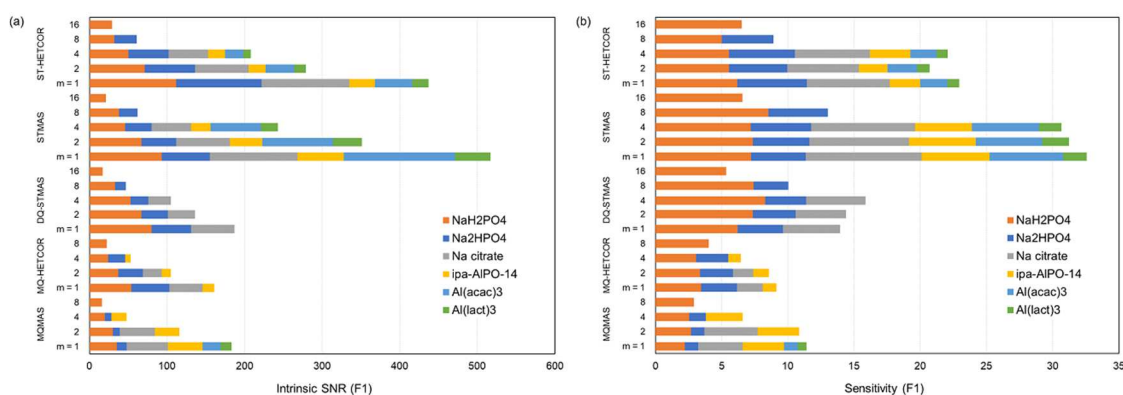 (a)
ST-HETCOR
16
8
4
2
m = 1
STMAS
16
8
4
2
m = 1
DQ-STMAS
16
8
4
2
m = 1
MQ-HETCOR
8
4
2
m = 1
MQMAS
8
4
2
m = 1
NaH2PO4
Na2HPO4
Na citrate
ipa-AlPO-14
Al(acac)3
Al(lact)3
0 100 200 300 400 500 600
Intrinsic SNR (F1)
(b)
ST-HETCOR
16
8
4
2
m = 1
STMAS
16
8
4
2
m = 1
DQ-STMAS
16
8
4
2
m = 1
MQ-HETCOR
8
4
2
m = 1
MQMAS
8
4
2
m = 1
NaH2PO4
Na2HPO4
Na citrate
ipa-AlPO-14
Al(acac)3
Al(lact)3
0 5 10 15 20 25 30 35
Sensitivity (F1)